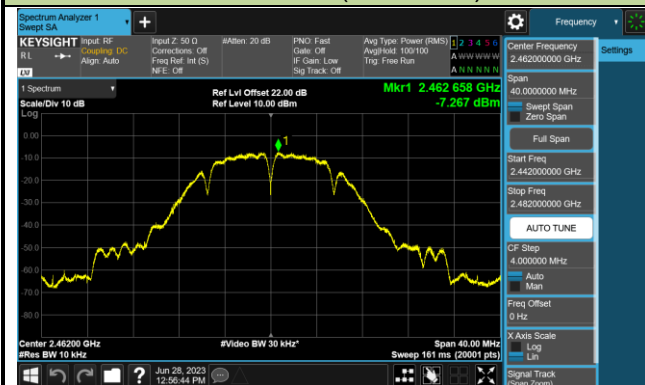 Spectrum Analyzer 1
Swept SA
Frequency
KEYSIGHT
Input: RF
Coupling: DC
Align: Auto
Input Z: 50 Ω
Corrections: Off
Freq Ref: Int (S)
NFE: Off
#Atten: 20 dB
PNO: Fast
Gate: Off
IF Gain: Low
Sig Track: Off
Avg Type: Power (RMS)
Avg|Hold: 100/100
Trig: Free Run
1 2 3 4 5 6
A W W W W W
A N N N N N
R L
LXI
1 Spectrum
Scale/Div 10 dB
Ref Lvl Offset 22.00 dB
Ref Level 10.00 dBm
Mkr1 2.462 658 GHz
-7.267 dBm
Log
0.00
-10.0
-20.0
-30.0
-40.0
-50.0
-60.0
-70.0
-80.0
1
Center 2.46200 GHz
#Res BW 10 kHz
#Video BW 30 kHz*
Span 40.00 MHz
Sweep 161 ms (20001 pts)
Center Frequency
2.462000000 GHz
Settings
Span
40.0000000 MHz
Swept Span
Zero Span
Full Span
Start Freq
2.442000000 GHz
Stop Freq
2.482000000 GHz
AUTO TUNE
CF Step
4.000000 MHz
Auto
Man
Freq Offset
0 Hz
X Axis Scale
Log
Lin
Signal Track
(Span Zoom)
?
Jun 28, 2023
12:56:44 PM